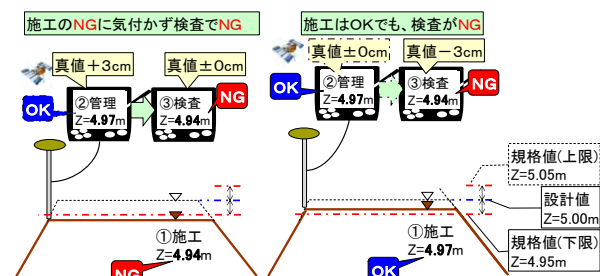 施工のNGに気付かず検査でNG
真値＋3cm
真値±0cm
OK
②管理
Z=4.97m
③検査
Z=4.94m
NG
①施工
4.94m
NG
施工はOKでも、検査がNG
真値±0cm
真値－3cm
OK
②管理
Z=4.97m
③検査
Z=4.94m
NG
①施工
4.97m
OK
規格値(上限)
Z=5.05m
設計値
Z=5.00m
規格値(下限)
Z=4.95m